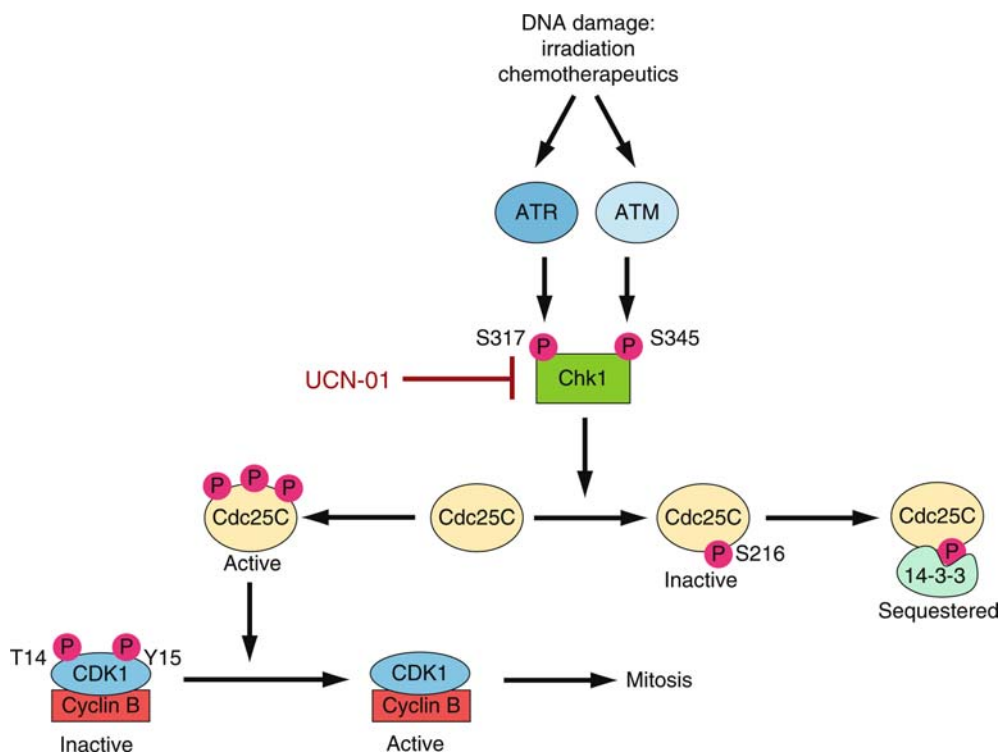 DNA damage:
irradiation
chemotherapeutics
ATR
ATM
S317
P
P
S345
UCN-01
Chk1
P
P
P
Cdc25C
Cdc25C
Cdc25C
Cdc25C
P
S216
P
Active
Inactive
14-3-3
Sequestered
T14
P
P
Y15
CDK1
CDK1
Cyclin B
Cyclin B
Mitosis
Inactive
Active